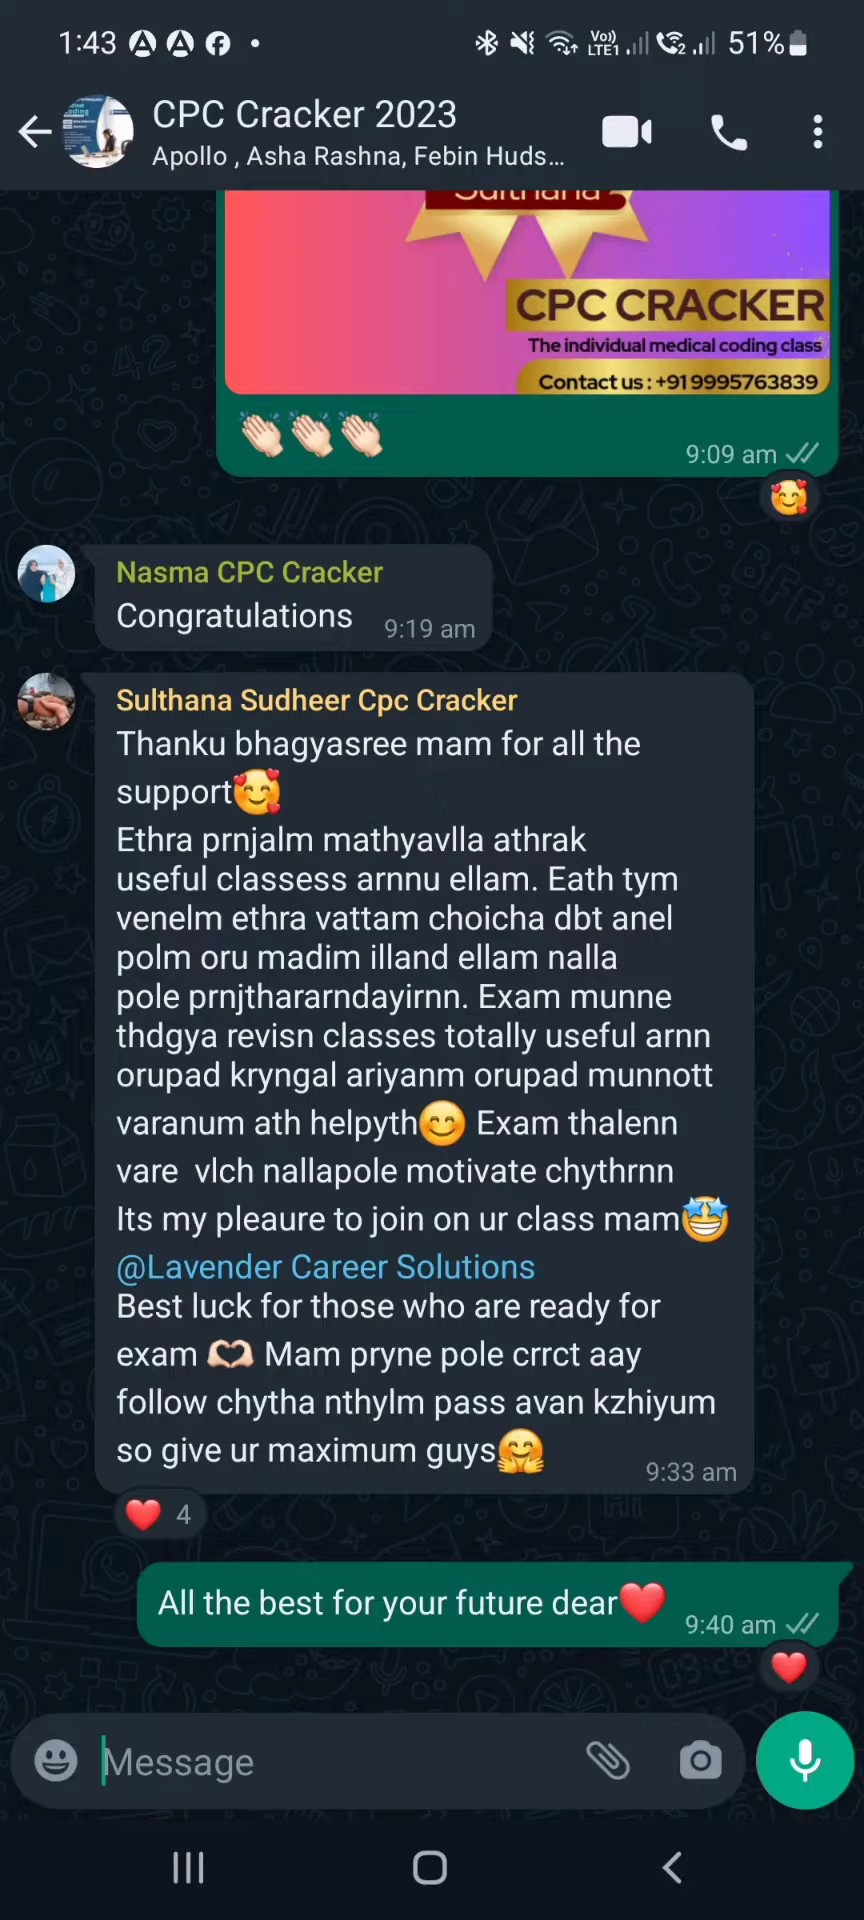 1:43
Vo))
LTE1
2
51%
CPC Cracker 2023
Apollo , Asha Rashna, Febin Huds...
Sulthana
CPC CRACKER
The individual medical coding class
Contact us : +91 9995763839
👏🏻👏🏻👏🏻
9:09 am
🥰
Nasma CPC Cracker
Congratulations
9:19 am
Sulthana Sudheer Cpc Cracker
Thanku bhagyasree mam for all the
support🥰
Ethra prnjalm mathyavlla athrak
useful classess arnnu ellam. Eath tym
venelm ethra vattam choicha dbt anel
polm oru madim illand ellam nalla
pole prnjthararndayirnn. Exam munne
thdgya revisn classes totally useful arnn
orupad kryngal ariyanm orupad munnott
varanum ath helpyth😊 Exam thalenn
vare  vlch nallapole motivate chythrnn
Its my pleaure to join on ur class mam🤩
@Lavender Career Solutions
Best luck for those who are ready for
exam 🫶🏻 Mam pryne pole crrct aay
follow chytha nthylm pass avan kzhiyum
so give ur maximum guys🤗
9:33 am
❤️ 4
All the best for your future dear❤️
9:40 am
❤️
Message